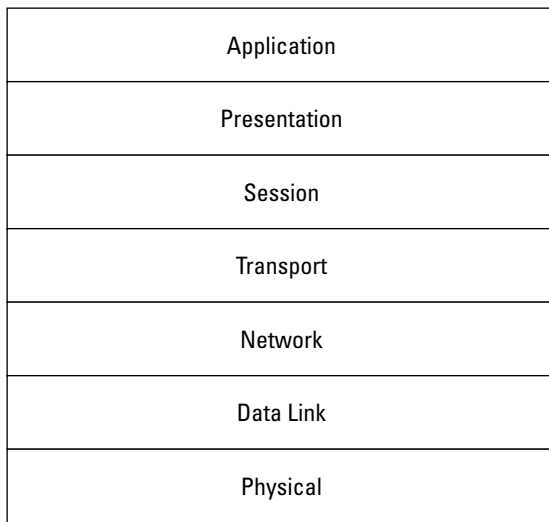 Application
Presentation
Session
Transport
Network
Data Link
Physical